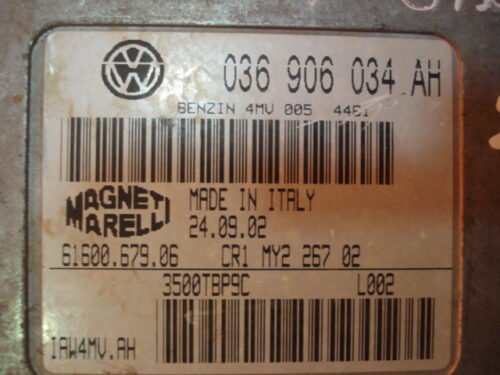 036 906 034 AH
BENZIN 4MV 005 4461
MAGNETI MARELLI
MADE IN ITALY
24.09.02
61600.679.06 CR1 MY2 267 02
3500TBP9C L002
IAW4MV.AH